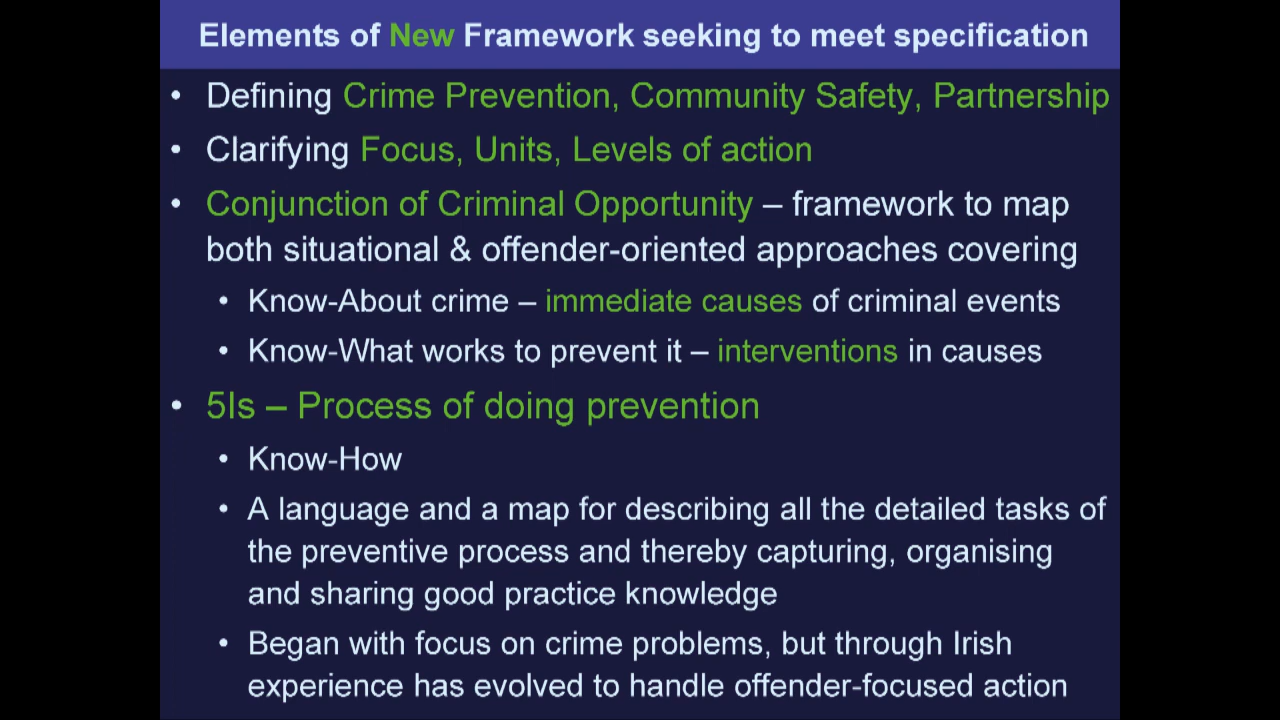 Elements of New Framework seeking to meet specification
• Defining Crime Prevention, Community Safety, Partnership
• Clarifying Focus, Units, Levels of action
• Conjunction of Criminal Opportunity – framework to map
both situational & offender-oriented approaches covering
• Know-About crime – immediate causes of criminal events
• Know-What works to prevent it – interventions in causes
• 5Is – Process of doing prevention
• Know-How
• A language and a map for describing all the detailed tasks of
the preventive process and thereby capturing, organising
and sharing good practice knowledge
• Began with focus on crime problems, but through Irish
experience has evolved to handle offender-focused action